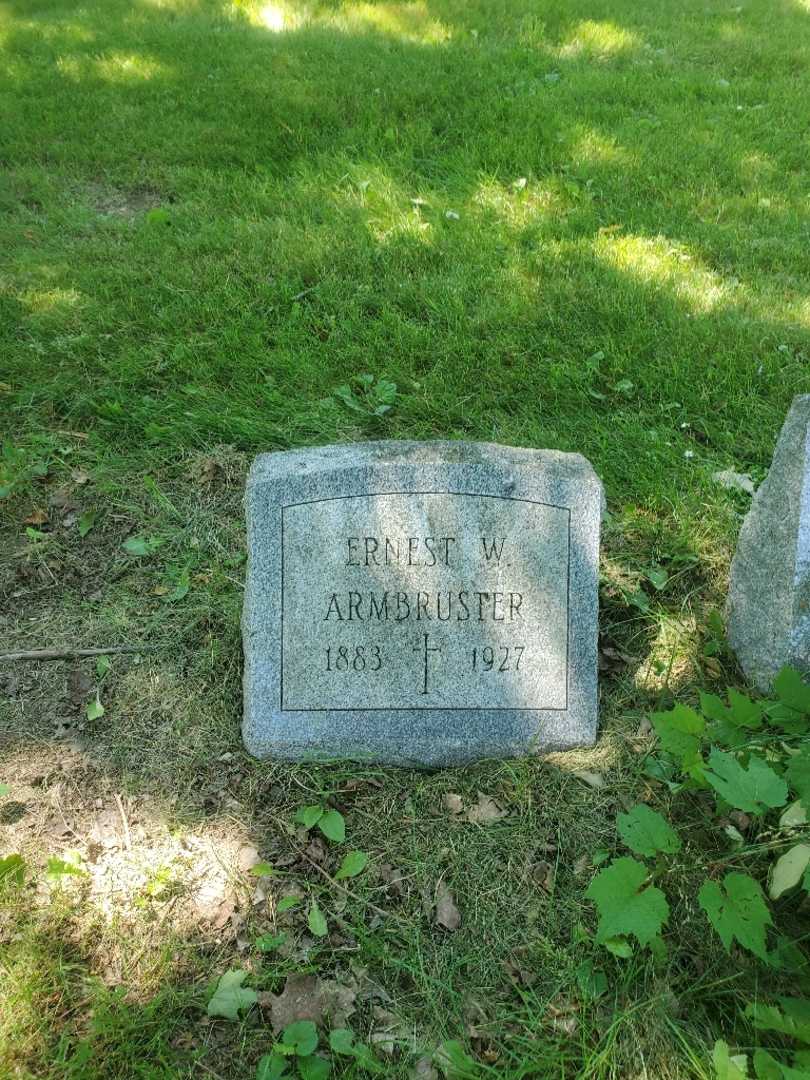 ERNEST W.
ARMBRUSTER
1883 1927